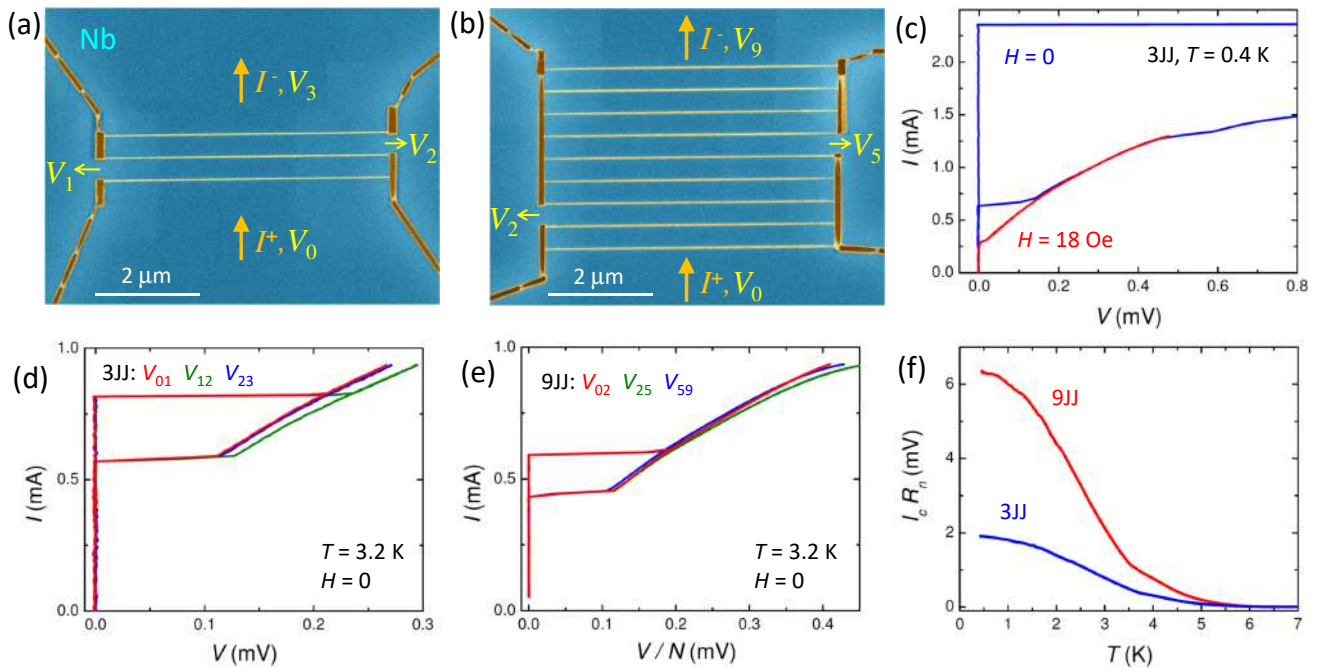 (a)
Nb
I⁻, V₃
V₁
V₂
I⁺, V₀
2 μm
(b)
I⁻, V₉
V₅
V₂
I⁺, V₀
2 μm
(c)
H = 0
3JJ, T = 0.4 K
H = 18 Oe
I (mA)
2.5
2.0
1.5
1.0
0.5
0.0
0.0 0.2 0.4 0.6 0.8
V (mV)
(d)
3JJ: V₀₁ V₁₂ V₂₃
T = 3.2 K
H = 0
I (mA)
1.0
0.5
0.0
0.0 0.1 0.2 0.3
V (mV)
(e)
9JJ: V₀₂ V₂₅ V₅₉
T = 3.2 K
H = 0
I (mA)
1.0
0.5
0.0
0.0 0.1 0.2 0.3 0.4
V / N (mV)
(f)
9JJ
3JJ
I_c R_n (mV)
6
4
2
0
0 1 2 3 4 5 6 7
T (K)